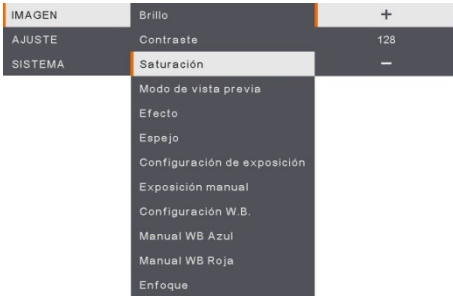 IMAGEN
AJUSTE
SISTEMA
Brillo
Contraste
Saturación
Modo de vista previa
Efecto
Espejo
Configuración de exposición
Exposición manual
Configuración W.B.
Manual WB Azul
Manual WB Roja
Enfoque
+
128
−